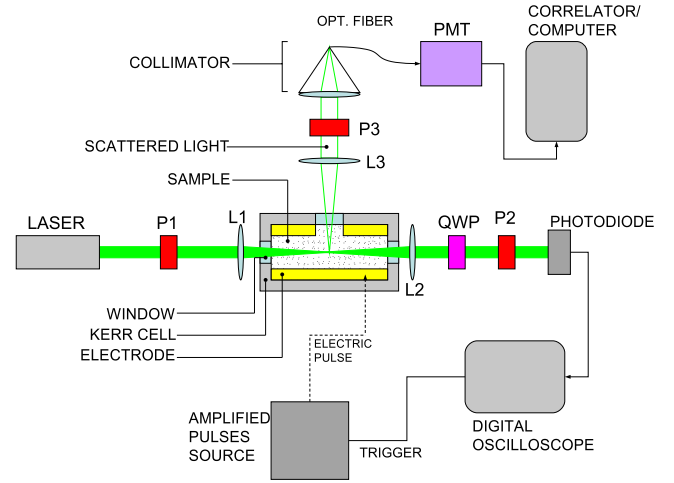 OPT. FIBER
CORRELATOR/
COMPUTER
PMT
COLLIMATOR
P3
SCATTERED LIGHT
L3
SAMPLE
LASER
P1
L1
QWP
P2
PHOTODIODE
L2
WINDOW
KERR CELL
ELECTRODE
ELECTRIC
PULSE
AMPLIFIED
PULSES
SOURCE
TRIGGER
DIGITAL
OSCILLOSCOPE